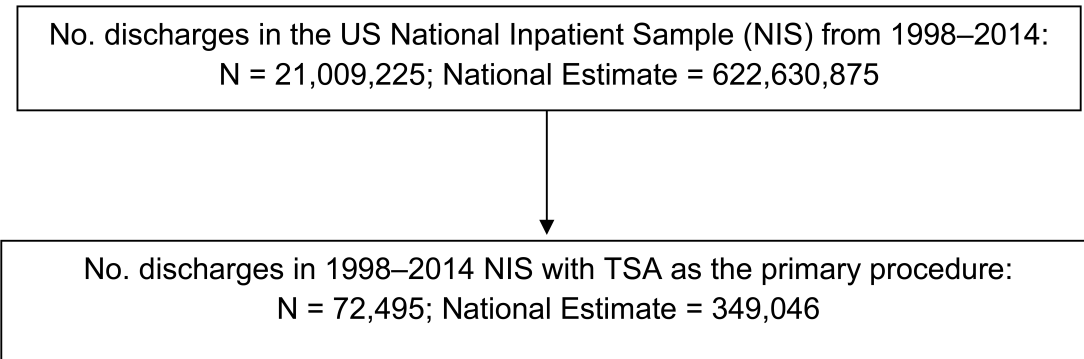 No. discharges in the US National Inpatient Sample (NIS) from 1998–2014:
N = 21,009,225; National Estimate = 622,630,875
No. discharges in 1998–2014 NIS with TSA as the primary procedure:
N = 72,495; National Estimate = 349,046